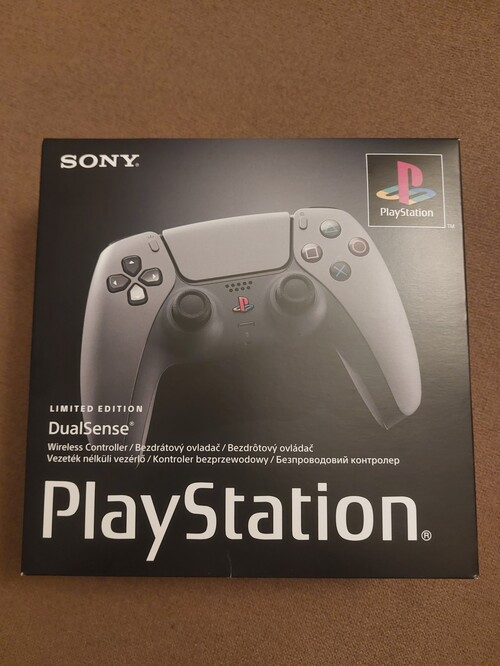 SONY®
PlayStation
TM
LIMITED EDITION
DualSense®
Wireless Controller / Bezdrátový ovladač / Bezdrôtový ovládač
Vezeték nélküli vezérlő / Kontroler bezprzewodowy / Безпроводовий контролер
PlayStation®